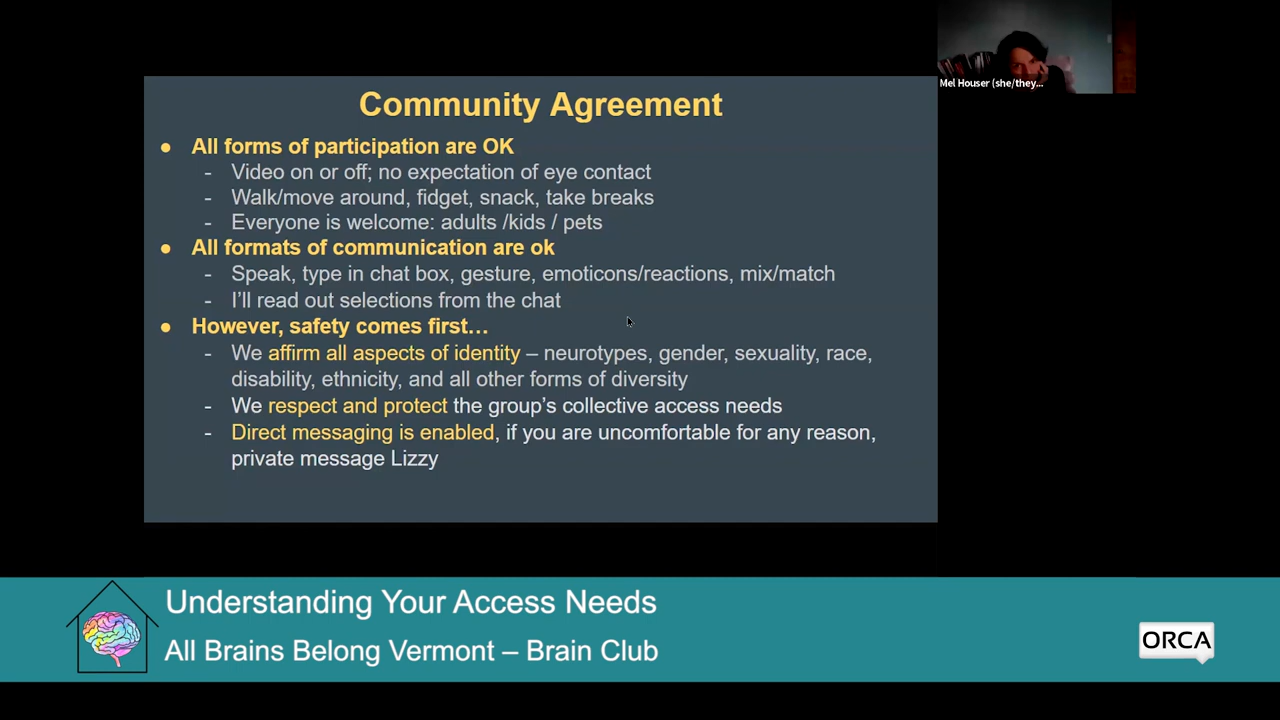 Mel Houser (she/they...
Community Agreement
● All forms of participation are OK
- Video on or off; no expectation of eye contact
- Walk/move around, fidget, snack, take breaks
- Everyone is welcome: adults /kids / pets
● All formats of communication are ok
- Speak, type in chat box, gesture, emoticons/reactions, mix/match
- I’ll read out selections from the chat
● However, safety comes first…
- We affirm all aspects of identity – neurotypes, gender, sexuality, race,
disability, ethnicity, and all other forms of diversity
- We respect and protect the group’s collective access needs
- Direct messaging is enabled, if you are uncomfortable for any reason,
private message Lizzy
Understanding Your Access Needs
All Brains Belong Vermont – Brain Club
ORCA